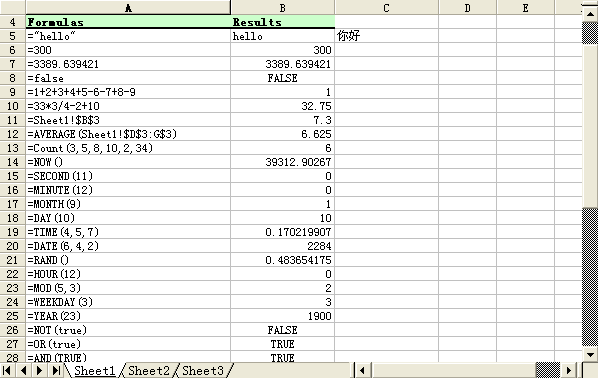 A B C D E
4 Formulas Results
5 ="hello" hello 你好
6 =300 300
7 =3389.639421 3389.639421
8 =false FALSE
9 =1+2+3+4+5-6-7+8-9 1
10 =33*3/4-2+10 32.75
11 =Sheet1!$B$3 7.3
12 =AVERAGE(Sheet1!$D$3:G$3) 6.625
13 =Count(3,5,8,10,2,34) 6
14 =NOW() 39312.90267
15 =SECOND(11) 0
16 =MINUTE(12) 0
17 =MONTH(9) 1
18 =DAY(10) 10
19 =TIME(4,5,7) 0.170219907
20 =DATE(6,4,2) 2284
21 =RAND() 0.483654175
22 =HOUR(12) 0
23 =MOD(5,3) 2
24 =WEEKDAY(3) 3
25 =YEAR(23) 1900
26 =NOT(true) FALSE
27 =OR(true) TRUE
28 =AND(TRUE) TRUE
Sheet1 Sheet2 Sheet3